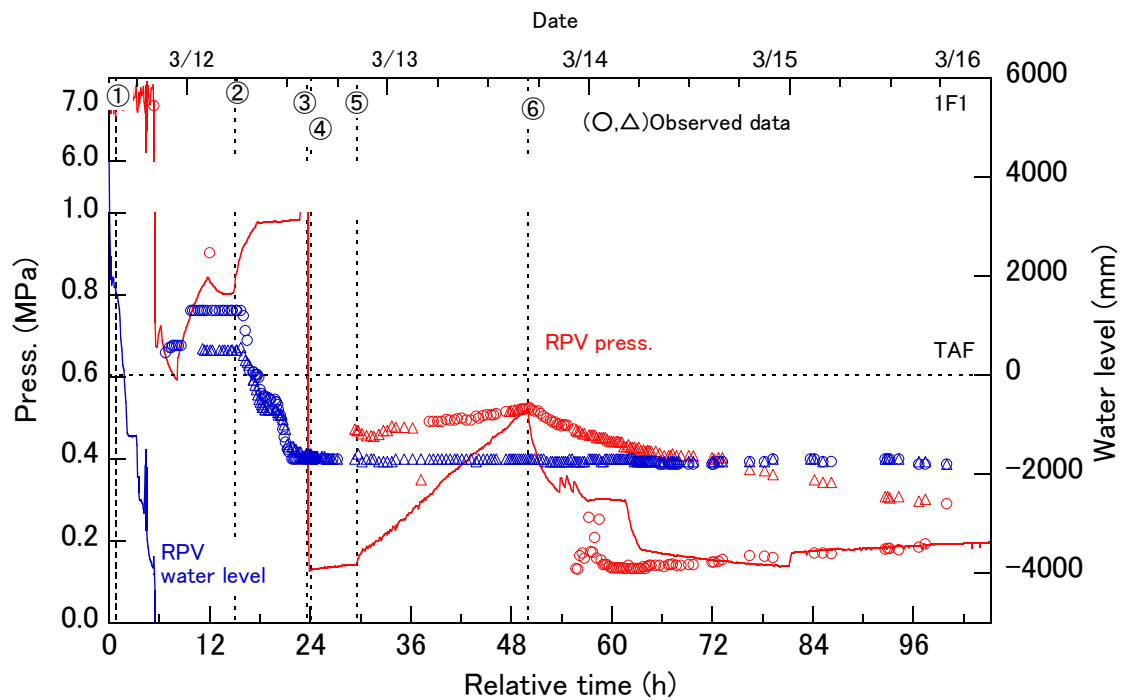 Date
3/12 3/13 3/14 3/15 3/16
① ② ③ ④ ⑤ ⑥
1F1
(○,△)Observed data
7.0
6.0
1.0
0.8
0.6
0.4
0.2
0.0
Press. (MPa)
RPV press.
TAF
RPV
water level
6000
4000
2000
0
-2000
-4000
Water level (mm)
0 12 24 36 48 60 72 84 96
Relative time (h)